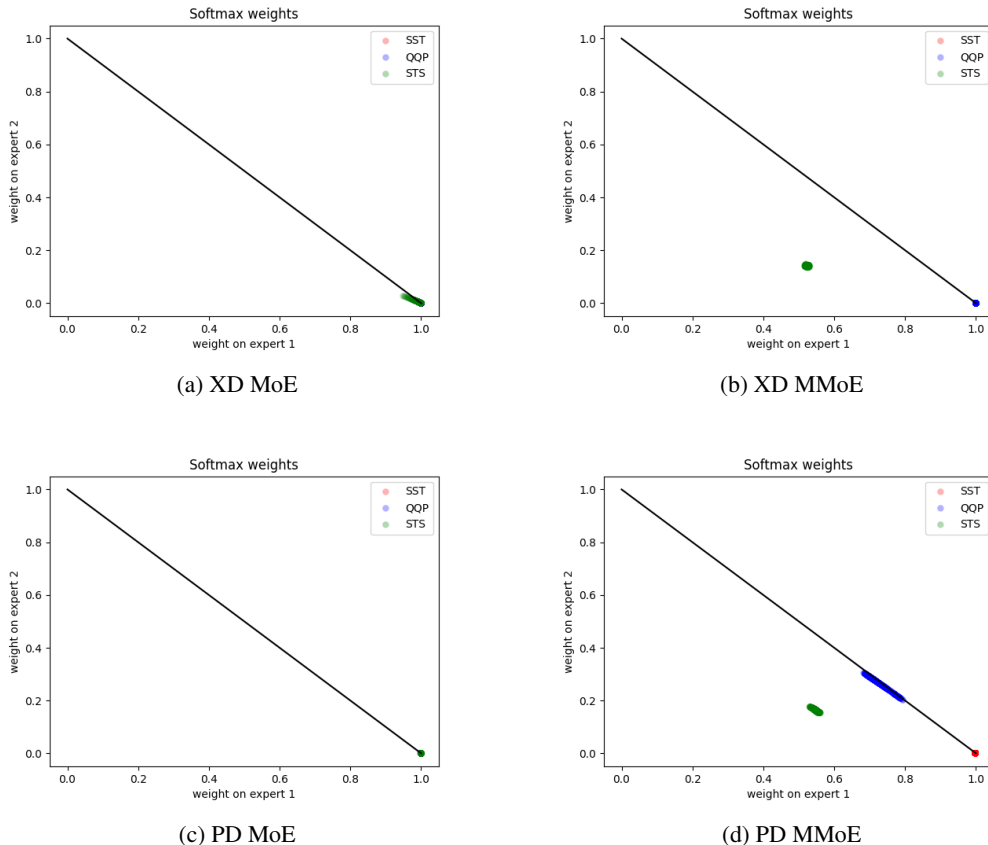 Softmax weights
1.0
0.8
0.6
0.4
0.2
0.0
weight on expert 2
SST
QQP
STS
0.0 0.2 0.4 0.6 0.8 1.0
weight on expert 1
(a) XD MoE
Softmax weights
1.0
0.8
0.6
0.4
0.2
0.0
weight on expert 2
SST
QQP
STS
0.0 0.2 0.4 0.6 0.8 1.0
weight on expert 1
(b) XD MMoE
Softmax weights
1.0
0.8
0.6
0.4
0.2
0.0
weight on expert 2
SST
QQP
STS
0.0 0.2 0.4 0.6 0.8 1.0
weight on expert 1
(c) PD MoE
Softmax weights
1.0
0.8
0.6
0.4
0.2
0.0
weight on expert 2
SST
QQP
STS
0.0 0.2 0.4 0.6 0.8 1.0
weight on expert 1
(d) PD MMoE